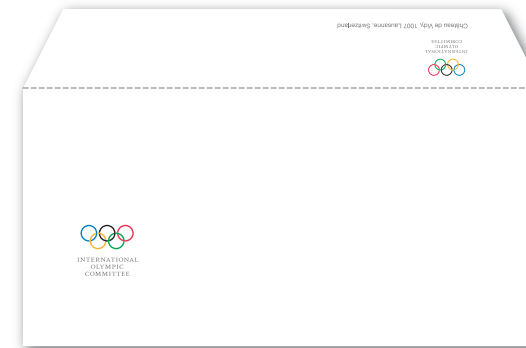 Château de Vidy, 1007 Lausanne, Switzerland
INTERNATIONAL
OLYMPIC
COMMITTEE
INTERNATIONAL
OLYMPIC
COMMITTEE